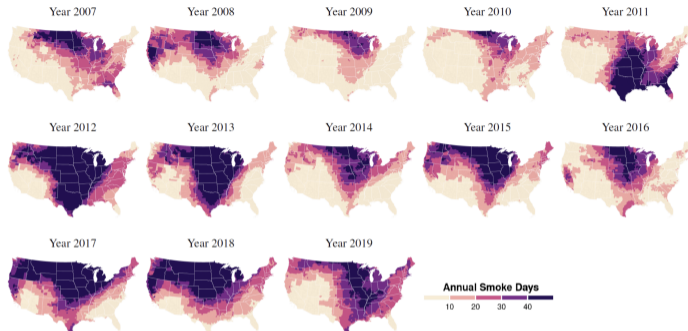 Year 2007 Year 2008 Year 2009 Year 2010 Year 2011
Year 2012 Year 2013 Year 2014 Year 2015 Year 2016
Year 2017 Year 2018 Year 2019
Annual Smoke Days
10 20 30 40